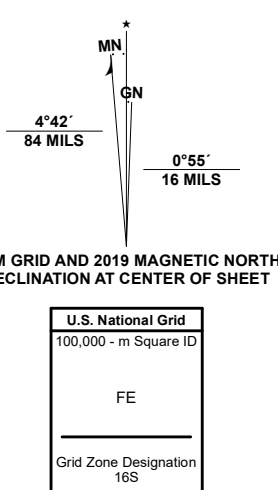 ★
MN
GN
4°42´
84 MILS
0°55´
16 MILS
M GRID AND 2019 MAGNETIC NORTH
ECLINATION AT CENTER OF SHEET
U.S. National Grid
100,000 - m Square ID
FE
Grid Zone Designation
16S